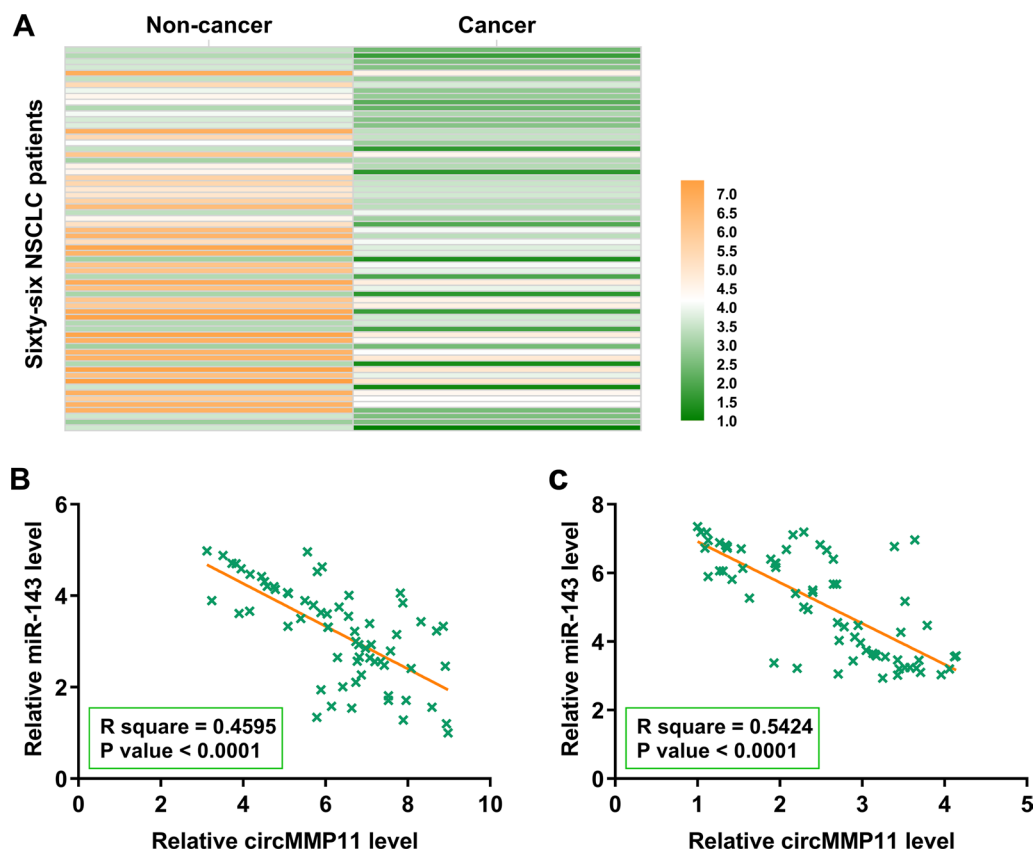 A
Non-cancer Cancer
Sixty-six NSCLC patients
7.0
6.5
6.0
5.5
5.0
4.5
4.0
3.5
3.0
2.5
2.0
1.5
1.0
B
Relative miR-143 level
6
4
2
0
R square = 0.4595
P value < 0.0001
0 2 4 6 8 10
Relative circMMP11 level
C
Relative miR-143 level
8
6
4
2
0
R square = 0.5424
P value < 0.0001
0 1 2 3 4 5
Relative circMMP11 level